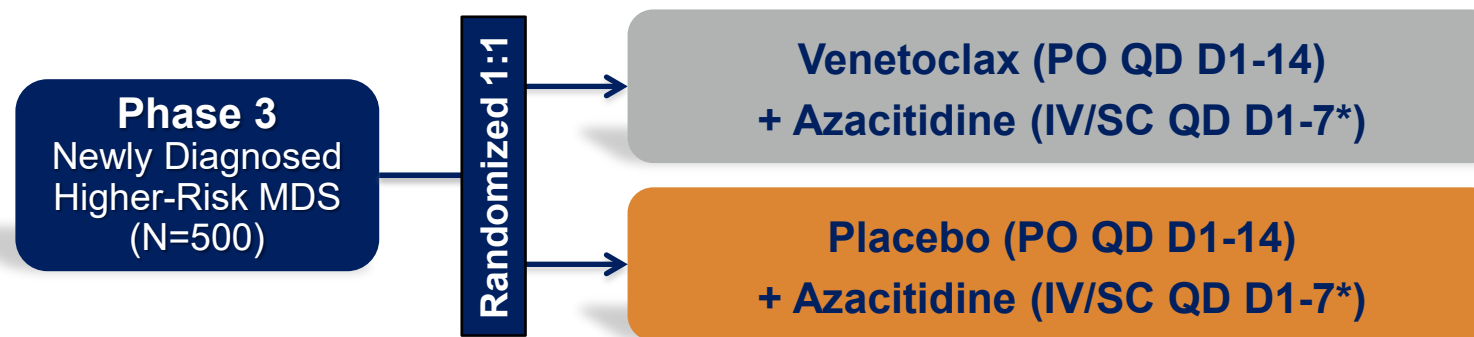 Phase 3
Newly Diagnosed
Higher-Risk MDS
(N=500)
Randomized 1:1
Venetoclax (PO QD D1-14)
+ Azacitidine (IV/SC QD D1-7*)
Placebo (PO QD D1-14)
+ Azacitidine (IV/SC QD D1-7*)